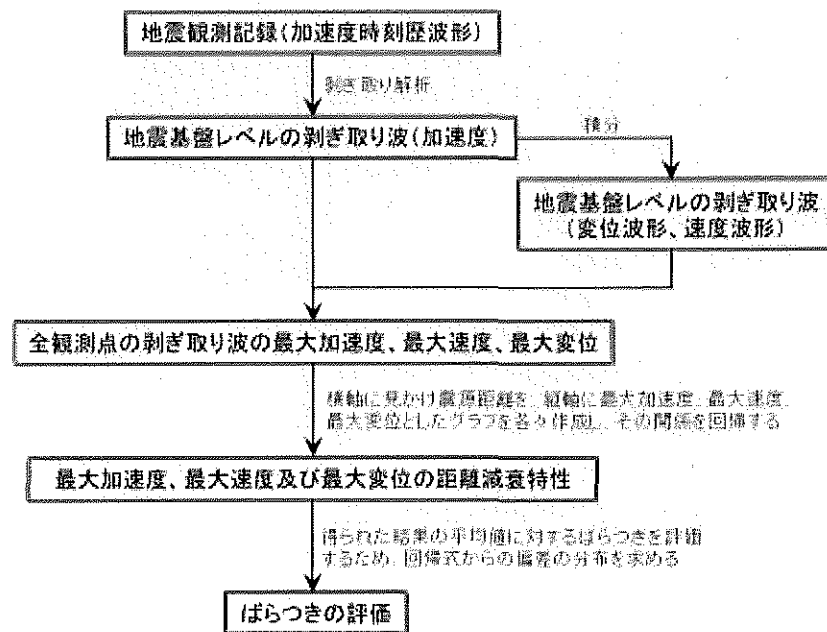 地震観測記録(加速度時刻歴波形)
剥ぎ取り解析
地震基盤レベルの剥ぎ取り波(加速度)
積分
地震基盤レベルの剥ぎ取り波
(変位波形、速度波形)
全観測点の剥ぎ取り波の最大加速度、最大速度、最大変位
横軸に見かけ震源距離を、縦軸に最大加速度、最大速度、
最大変位としたグラフを各々作成し、その関係を回帰する
最大加速度、最大速度及び最大変位の距離減衰特性
得られた結果の平均値に対するばらつきを評価
するため、回帰式からの偏差の分布を求める
ばらつきの評価